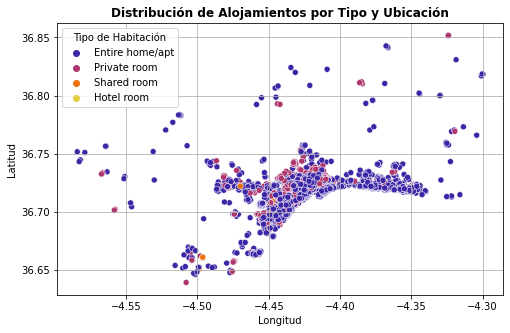 Distribución de Alojamientos por Tipo y Ubicación
Tipo de Habitación
Entire home/apt
Private room
Shared room
Hotel room
Latitud
36.85
36.80
36.75
36.70
36.65
−4.55
−4.50
−4.45
−4.40
−4.35
−4.30
Longitud